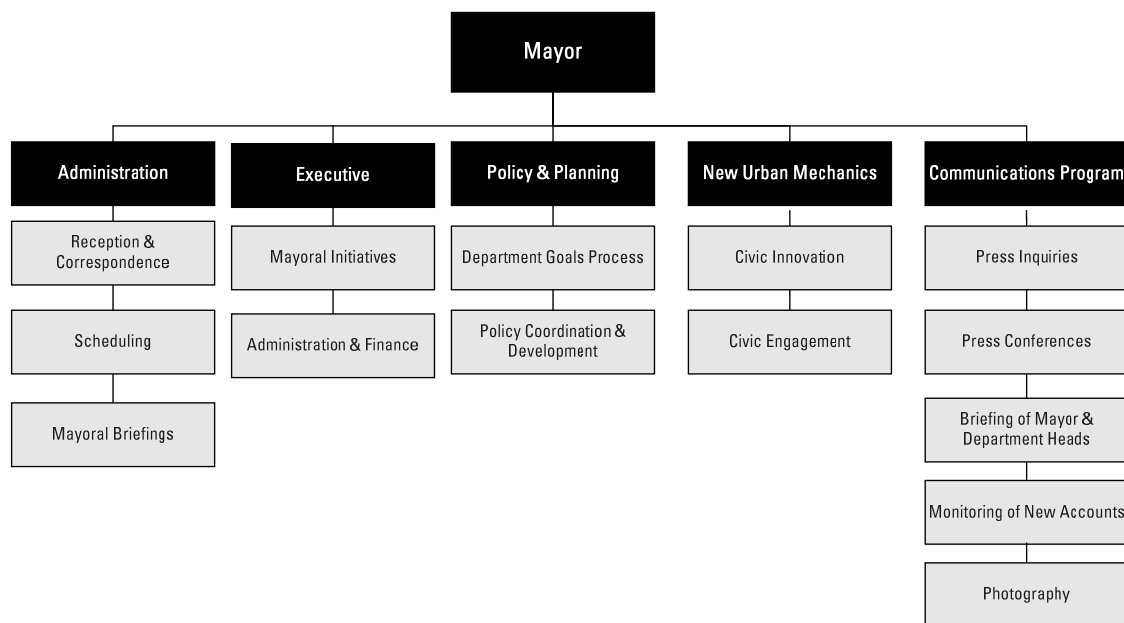 Mayor
Administration
Executive
Policy & Planning
New Urban Mechanics
Communications Program
Reception &
Correspondence
Mayoral Initiatives
Department Goals Process
Civic Innovation
Press Inquiries
Scheduling
Administration & Finance
Policy Coordination &
Development
Civic Engagement
Press Conferences
Mayoral Briefings
Briefing of Mayor &
Department Heads
Monitoring of New Accounts
Photography